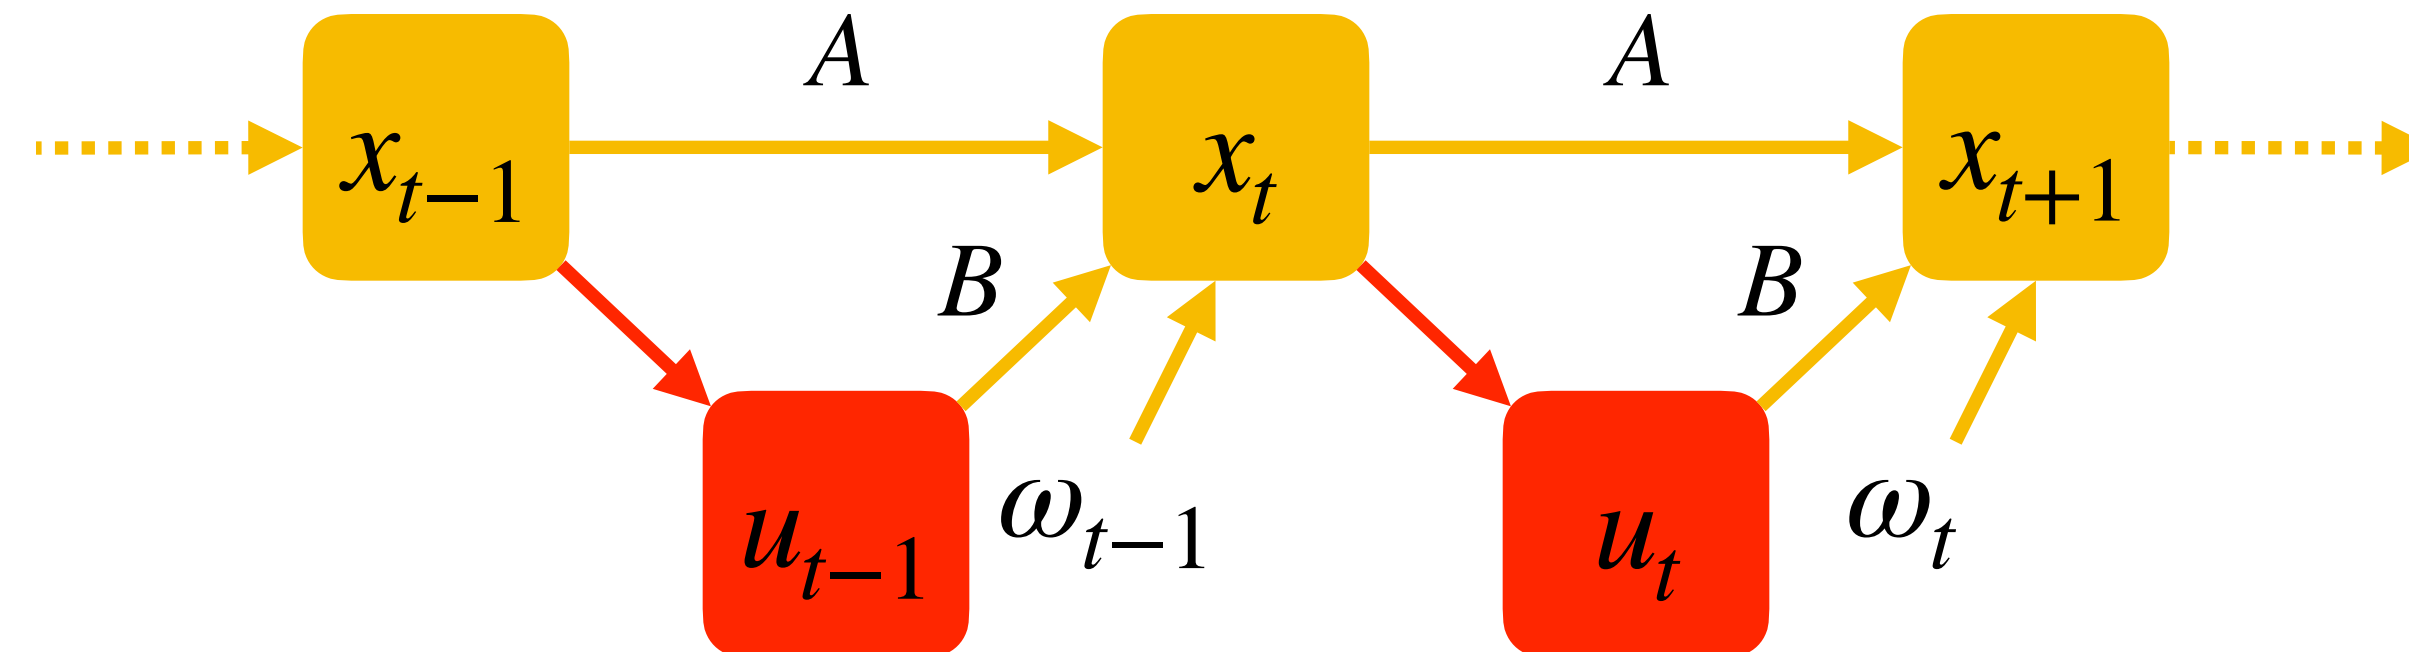 A A
x_{t−1} x_t x_{t+1}
B B
u_{t−1} ω_{t−1} u_t ω_t